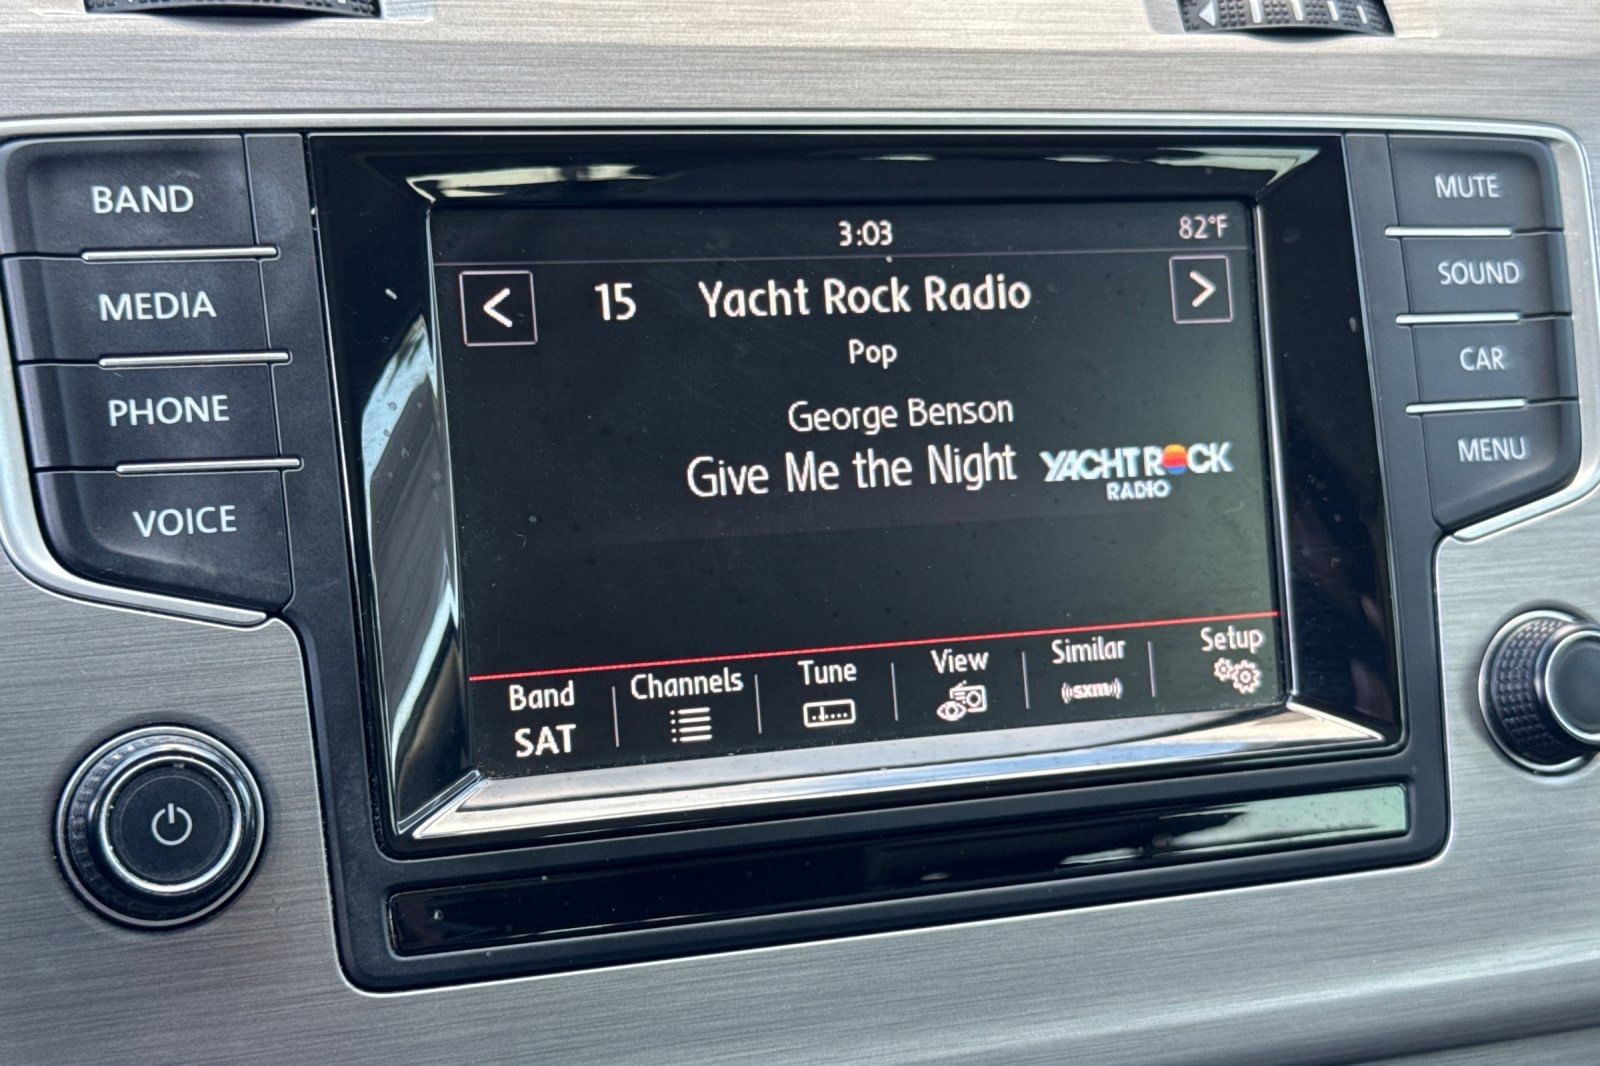 BAND
MEDIA
PHONE
VOICE
3:03
82°F
< 15 Yacht Rock Radio >
Pop
George Benson
Give Me the Night
YACHT ROCK
RADIO
Band
SAT
Channels
Tune
View
Similar
((sxm))
Setup
MUTE
SOUND
CAR
MENU